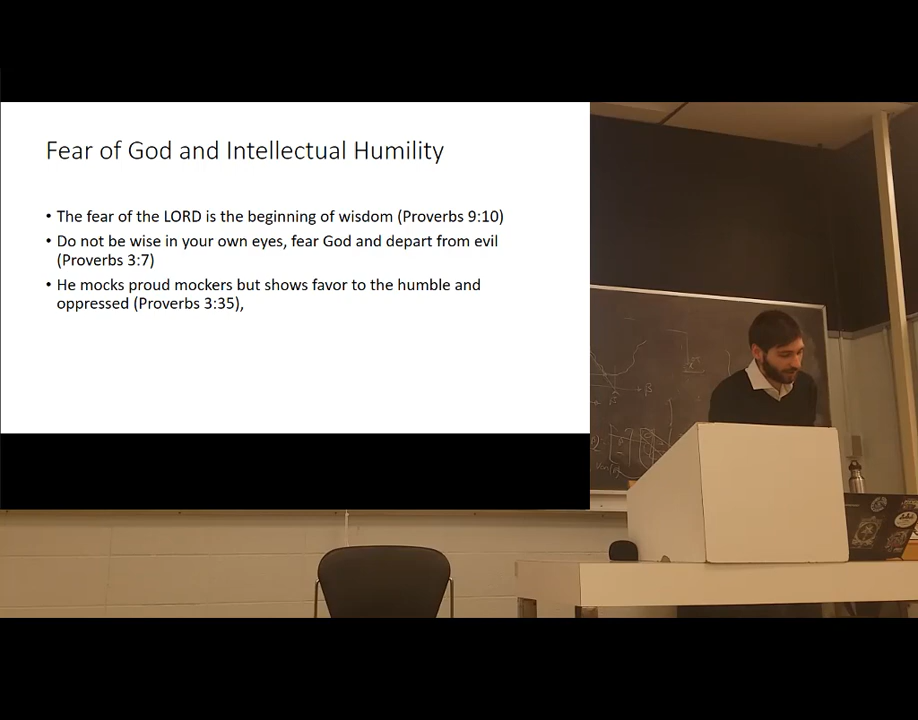 Fear of God and Intellectual Humility
• The fear of the LORD is the beginning of wisdom (Proverbs 9:10)
• Do not be wise in your own eyes, fear God and depart from evil
(Proverbs 3:7)
• He mocks proud mockers but shows favor to the humble and
oppressed (Proverbs 3:35),
β